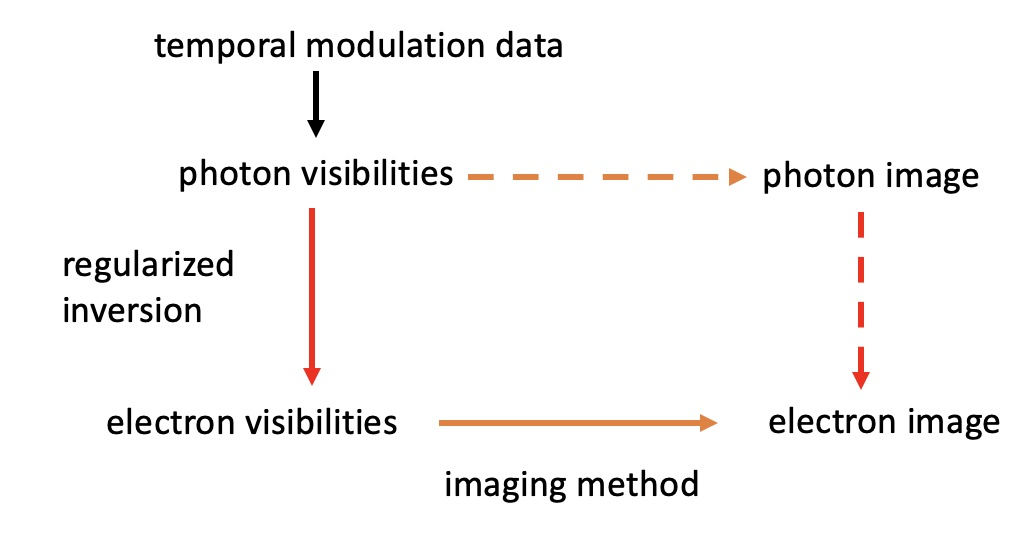 temporal modulation data
photon visibilities
photon image
regularized
inversion
electron visibilities
electron image
imaging method